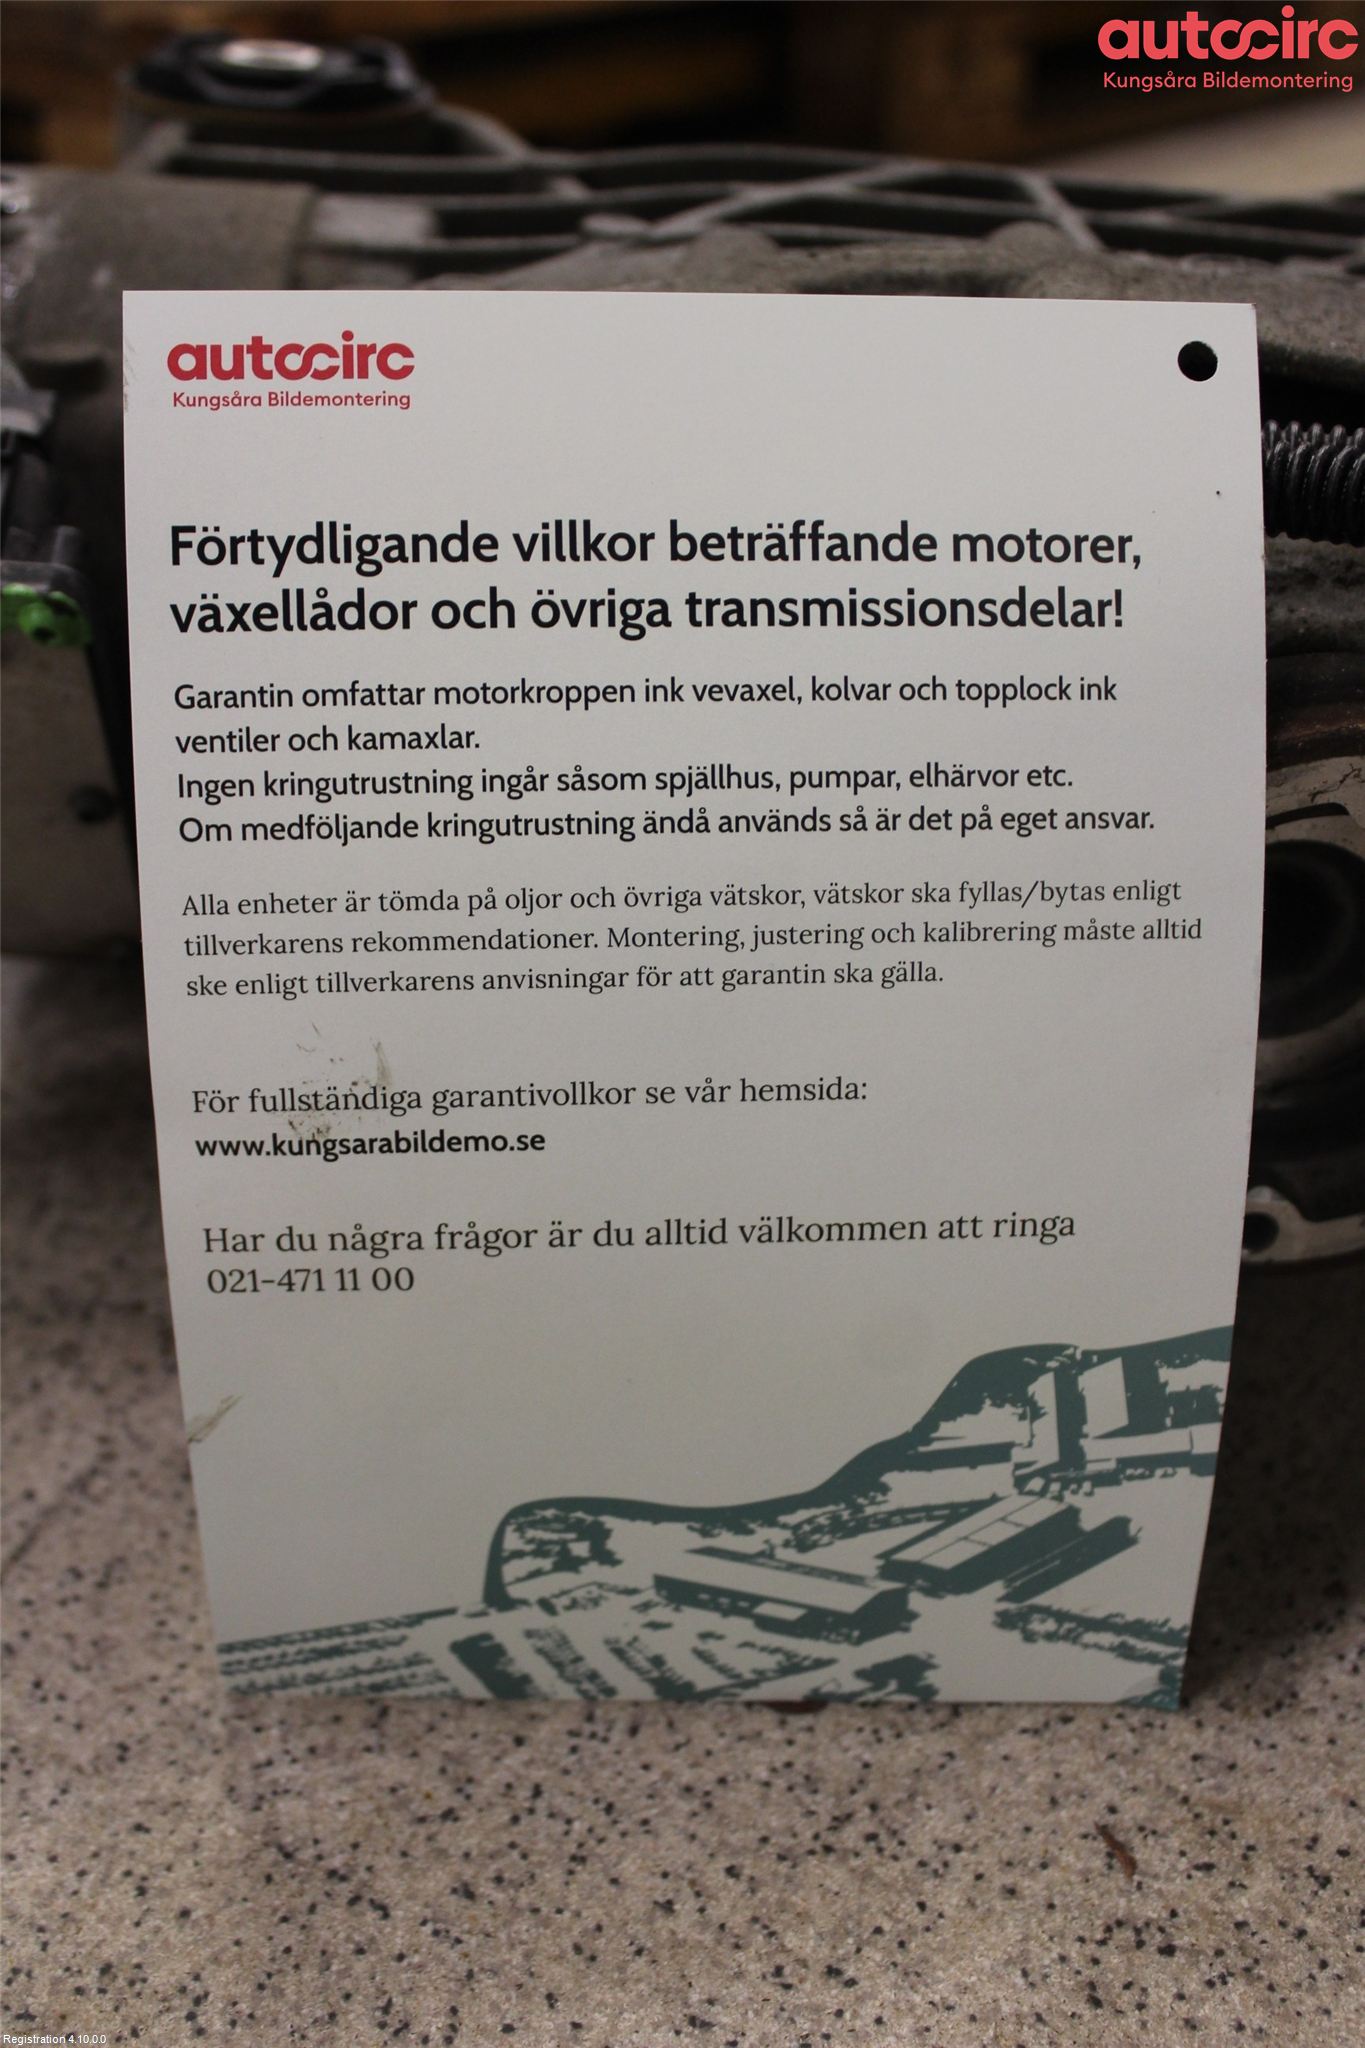 autocirc
Kungsåra Bildemontering
autocirc
Kungsåra Bildemontering
Förtydligande villkor beträffande motorer,
växellådor och övriga transmissionsdelar!
Garantin omfattar motorkroppen ink vevaxel, kolvar och topplock ink
ventiler och kamaxlar.
Ingen kringutrustning ingår såsom spjällhus, pumpar, elhärvor etc.
Om medföljande kringutrustning ändå används så är det på eget ansvar.
Alla enheter är tömda på oljor och övriga vätskor, vätskor ska fyllas/bytas enligt
tillverkarens rekommendationer. Montering, justering och kalibrering måste alltid
ske enligt tillverkarens anvisningar för att garantin ska gälla.
För fullständiga garantivollkor se vår hemsida:
www.kungsarabildemo.se
Har du några frågor är du alltid välkommen att ringa
021-471 11 00
Registration 4.10.0.0